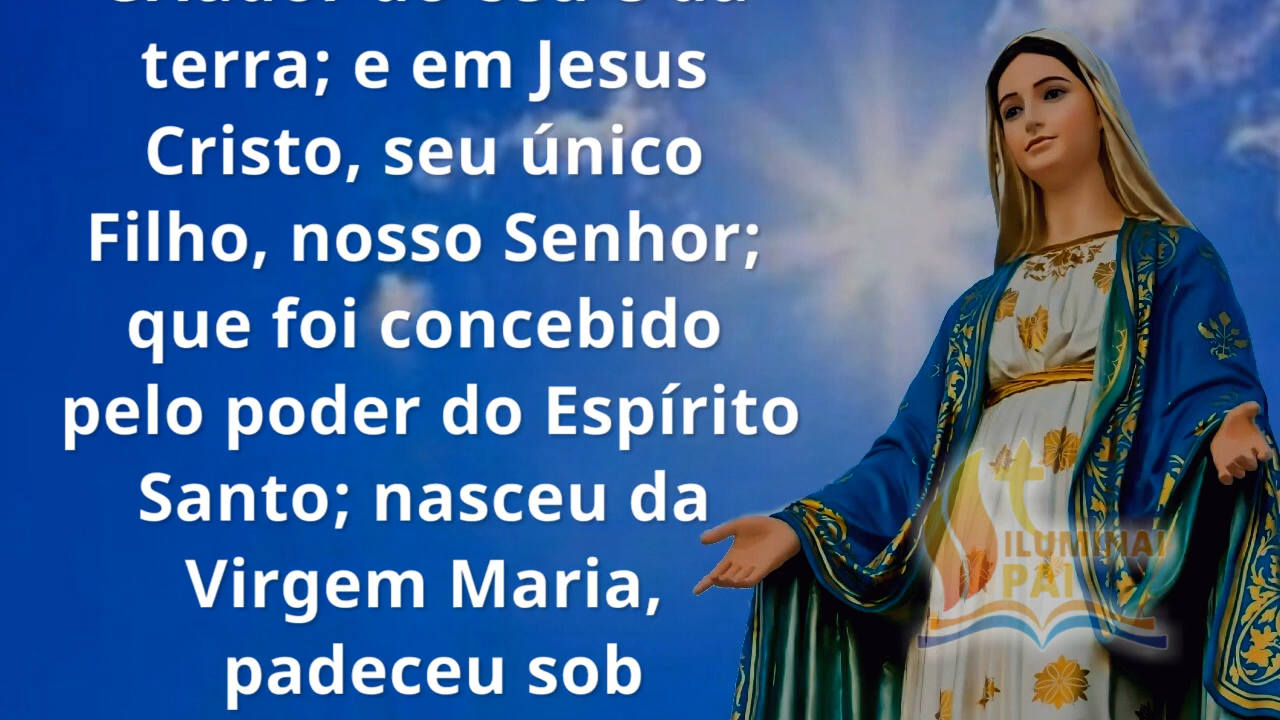 terra; e em Jesus
Cristo, seu único
Filho, nosso Senhor;
que foi concebido
pelo poder do Espírito
Santo; nasceu da
Virgem Maria,
padeceu sob
ILUMINAI
PAI